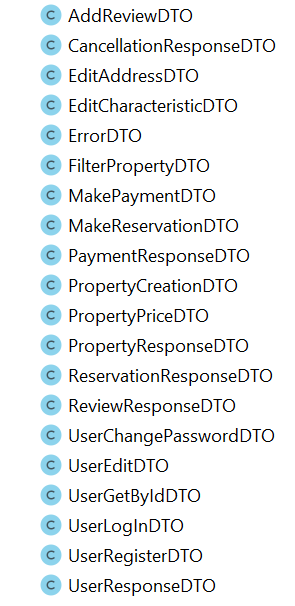 C AddReviewDTO
C CancellationResponseDTO
C EditAddressDTO
C EditCharacteristicDTO
C ErrorDTO
C FilterPropertyDTO
C MakePaymentDTO
C MakeReservationDTO
C PaymentResponseDTO
C PropertyCreationDTO
C PropertyPriceDTO
C PropertyResponseDTO
C ReservationResponseDTO
C ReviewResponseDTO
C UserChangePasswordDTO
C UserEditDTO
C UserGetByIdDTO
C UserLogInDTO
C UserRegisterDTO
C UserResponseDTO